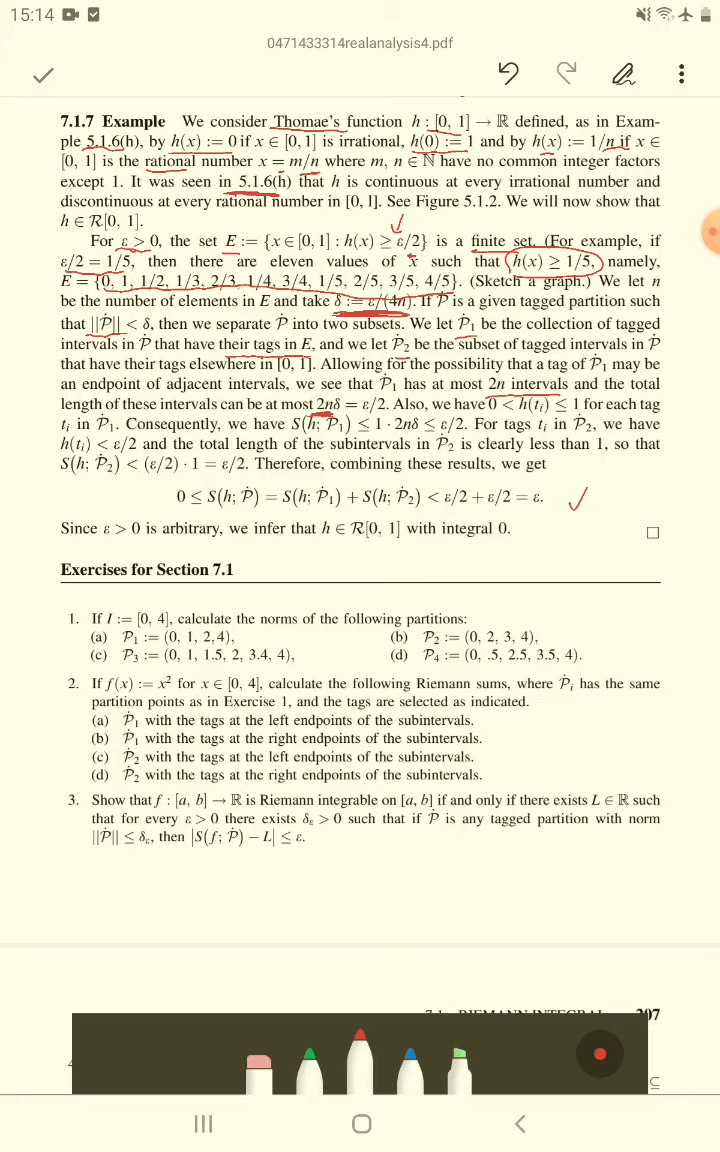 15:14
0471433314realanalysis4.pdf
7.1.7 Example We consider Thomae's function h : [0, 1] → ℝ defined, as in Exam-
ple 5.1.6(h), by h(x) := 0 if x ∈ [0, 1] is irrational, h(0) := 1 and by h(x) := 1/n if x ∈
[0, 1] is the rational number x = m/n where m, n ∈ ℕ have no common integer factors
except 1. It was seen in 5.1.6(h) that h is continuous at every irrational number and
discontinuous at every rational number in [0, 1]. See Figure 5.1.2. We will now show that
h ∈ ℛ[0, 1].
For ε > 0, the set E := {x ∈ [0, 1] : h(x) ≥ ε/2} is a finite set. (For example, if
ε/2 = 1/5, then there are eleven values of x such that h(x) ≥ 1/5, namely,
E = {0, 1, 1/2, 1/3, 2/3, 1/4, 3/4, 1/5, 2/5, 3/5, 4/5}. (Sketch a graph.) We let n
be the number of elements in E and take δ := ε/(4n). If Ṗ is a given tagged partition such
that ||Ṗ|| < δ, then we separate Ṗ into two subsets. We let Ṗ₁ be the collection of tagged
intervals in Ṗ that have their tags in E, and we let Ṗ₂ be the subset of tagged intervals in Ṗ
that have their tags elsewhere in [0, 1]. Allowing for the possibility that a tag of Ṗ₁ may be
an endpoint of adjacent intervals, we see that Ṗ₁ has at most 2n intervals and the total
length of these intervals can be at most 2nδ = ε/2. Also, we have 0 < h(tᵢ) ≤ 1 for each tag
tᵢ in Ṗ₁. Consequently, we have S(h; Ṗ₁) ≤ 1 · 2nδ ≤ ε/2. For tags tᵢ in Ṗ₂, we have
h(tᵢ) < ε/2 and the total length of the subintervals in Ṗ₂ is clearly less than 1, so that
S(h; Ṗ₂) < (ε/2) · 1 = ε/2. Therefore, combining these results, we get
0 ≤ S(h; Ṗ) = S(h; Ṗ₁) + S(h; Ṗ₂) < ε/2 + ε/2 = ε.
Since ε > 0 is arbitrary, we infer that h ∈ ℛ[0, 1] with integral 0. □
Exercises for Section 7.1
1. If I := [0, 4], calculate the norms of the following partitions:
(a) P₁ := (0, 1, 2, 4), (b) P₂ := (0, 2, 3, 4),
(c) P₃ := (0, 1, 1.5, 2, 3.4, 4), (d) P₄ := (0, .5, 2.5, 3.5, 4).
2. If f(x) := x² for x ∈ [0, 4], calculate the following Riemann sums, where Ṗᵢ has the same
partition points as in Exercise 1, and the tags are selected as indicated.
(a) Ṗ₁ with the tags at the left endpoints of the subintervals.
(b) Ṗ₁ with the tags at the right endpoints of the subintervals.
(c) Ṗ₂ with the tags at the left endpoints of the subintervals.
(d) Ṗ₂ with the tags at the right endpoints of the subintervals.
3. Show that f : [a, b] → ℝ is Riemann integrable on [a, b] if and only if there exists L ∈ ℝ such
that for every ε > 0 there exists δε > 0 such that if Ṗ is any tagged partition with norm
||Ṗ|| ≤ δε, then |S(f; Ṗ) − L| ≤ ε.
7.1 RIEMANN INTEGRAL 207